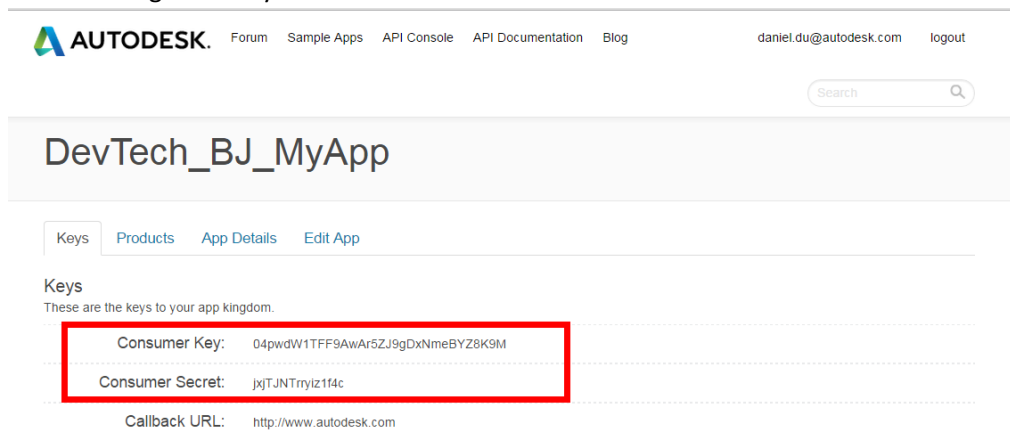 AUTODESK. Forum Sample Apps API Console API Documentation Blog daniel.du@autodesk.com logout
Search
DevTech_BJ_MyApp
Keys Products App Details Edit App
Keys
These are the keys to your app kingdom.
Consumer Key: 04pwdW1TFF9AwAr5ZJ9gDxNmeBYZ8K9M
Consumer Secret: jxjTJNTrryiz1f4c
Callback URL: http://www.autodesk.com